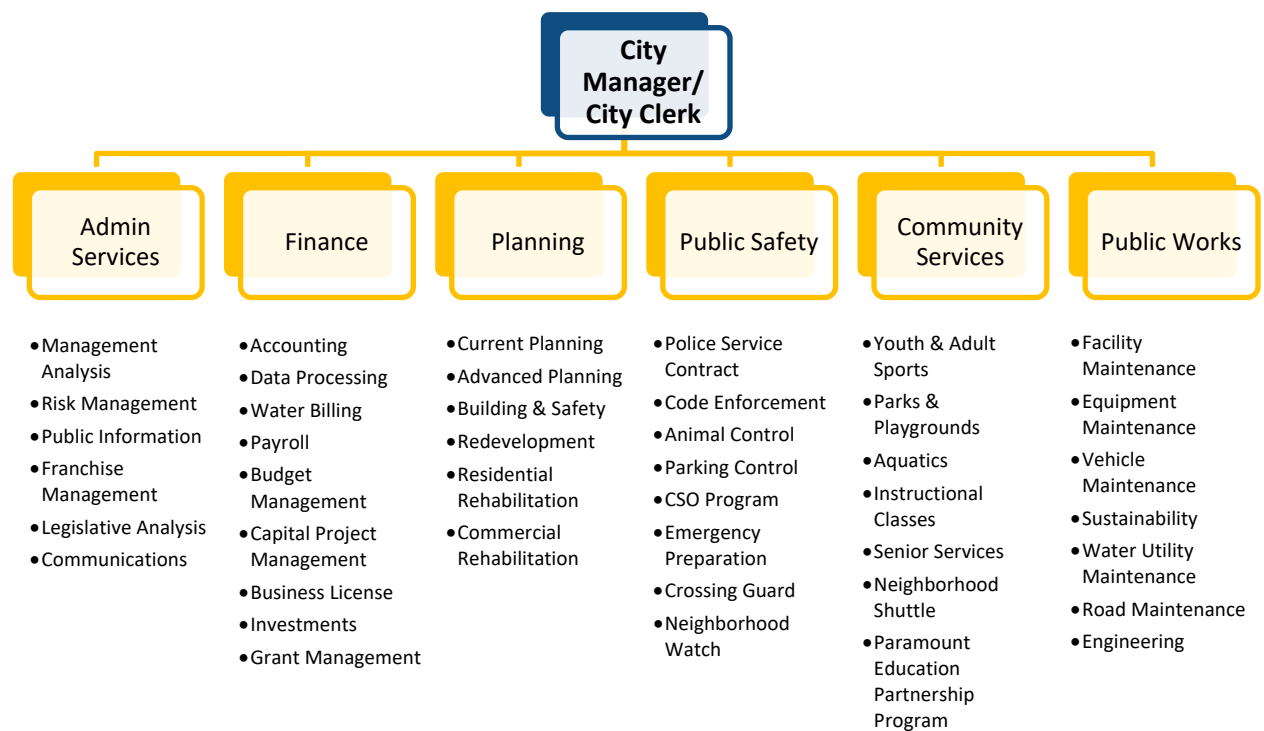 City
Manager/
City Clerk
Admin
Services
Finance
Planning
Public Safety
Community
Services
Public Works
•Management
Analysis
•Risk Management
•Public Information
•Franchise
Management
•Legislative Analysis
•Communications
•Accounting
•Data Processing
•Water Billing
•Payroll
•Budget
Management
•Capital Project
Management
•Business License
•Investments
•Grant Management
•Current Planning
•Advanced Planning
•Building & Safety
•Redevelopment
•Residential
Rehabilitation
•Commercial
Rehabilitation
•Police Service
Contract
•Code Enforcement
•Animal Control
•Parking Control
•CSO Program
•Emergency
Preparation
•Crossing Guard
•Neighborhood
Watch
•Youth & Adult
Sports
•Parks &
Playgrounds
•Aquatics
•Instructional
Classes
•Senior Services
•Neighborhood
Shuttle
•Paramount
Education
Partnership
Program
•Facility
Maintenance
•Equipment
Maintenance
•Vehicle
Maintenance
•Sustainability
•Water Utility
Maintenance
•Road Maintenance
•Engineering